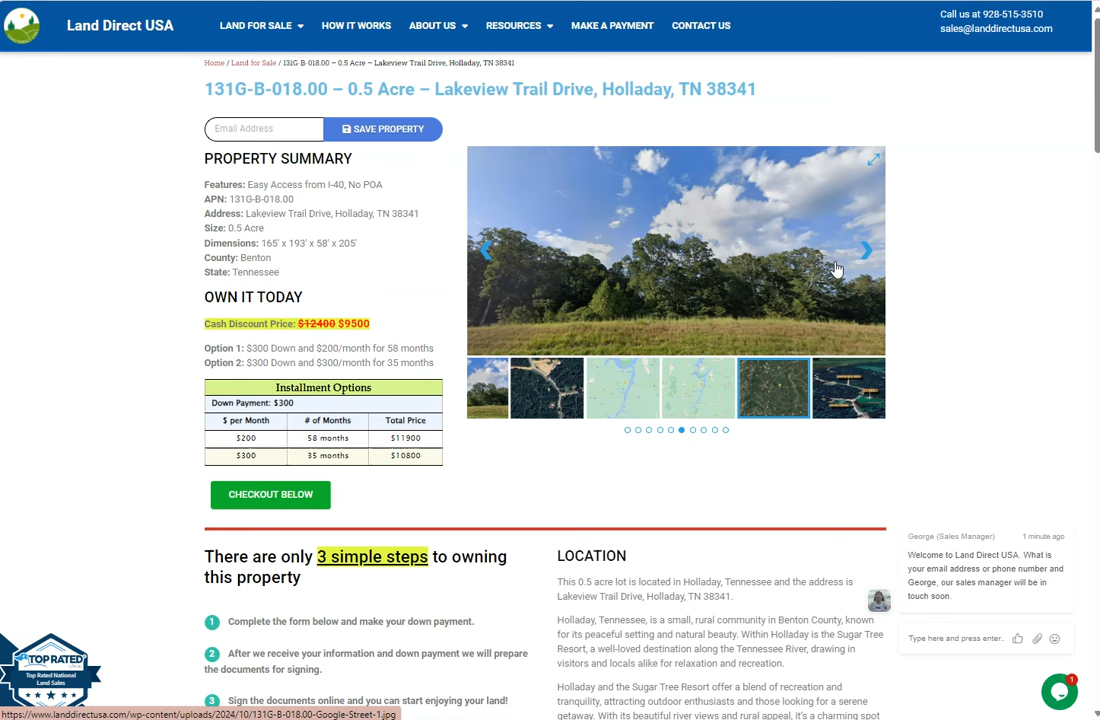 Land Direct USA
LAND FOR SALE
HOW IT WORKS
ABOUT US
RESOURCES
MAKE A PAYMENT
CONTACT US
Call us at 928-515-3510
sales@landdirectusa.com
Home / Land for Sale / 131G-B-018.00 – 0.5 Acre – Lakeview Trail Drive, Holladay, TN 38341
131G-B-018.00 – 0.5 Acre – Lakeview Trail Drive, Holladay, TN 38341
Email Address
SAVE PROPERTY
PROPERTY SUMMARY
Features: Easy Access from I-40, No POA
APN: 131G-B-018.00
Address: Lakeview Trail Drive, Holladay, TN 38341
Size: 0.5 Acre
Dimensions: 165' x 193' x 58' x 205'
County: Benton
State: Tennessee
OWN IT TODAY
Cash Discount Price: $12400 $9500
Option 1: $300 Down and $200/month for 58 months
Option 2: $300 Down and $300/month for 35 months
Installment Options
Down Payment: $300
$ per Month # of Months Total Price
$200 58 months $11900
$300 35 months $10800
CHECKOUT BELOW
There are only 3 simple steps to owning
this property
1 Complete the form below and make your down payment.
2 After we receive your information and down payment we will prepare
the documents for signing.
3 Sign the documents online and you can start enjoying your land!
LOCATION
This 0.5 acre lot is located in Holladay, Tennessee and the address is
Lakeview Trail Drive, Holladay, TN 38341.
Holladay, Tennessee, is a small, rural community in Benton County, known
for its peaceful setting and natural beauty. Within Holladay is the Sugar Tree
Resort, a well-loved destination along the Tennessee River, drawing in
visitors and locals alike for relaxation and recreation.
Holladay and the Sugar Tree Resort offer a blend of recreation and
tranquility, attracting outdoor enthusiasts and those looking for a serene
getaway. With its beautiful river views and rural appeal, it's a charming spot
George (Sales Manager) 1 minute ago
Welcome to Land Direct USA. What is
your email address or phone number and
George, our sales manager will be in
touch soon.
Type here and press enter..
1
TOP RATED
Top Rated National
Land Sales
https://www.landdirectusa.com/wp-content/uploads/2024/10/131G-B-018.00-Google-Street-1.jpg